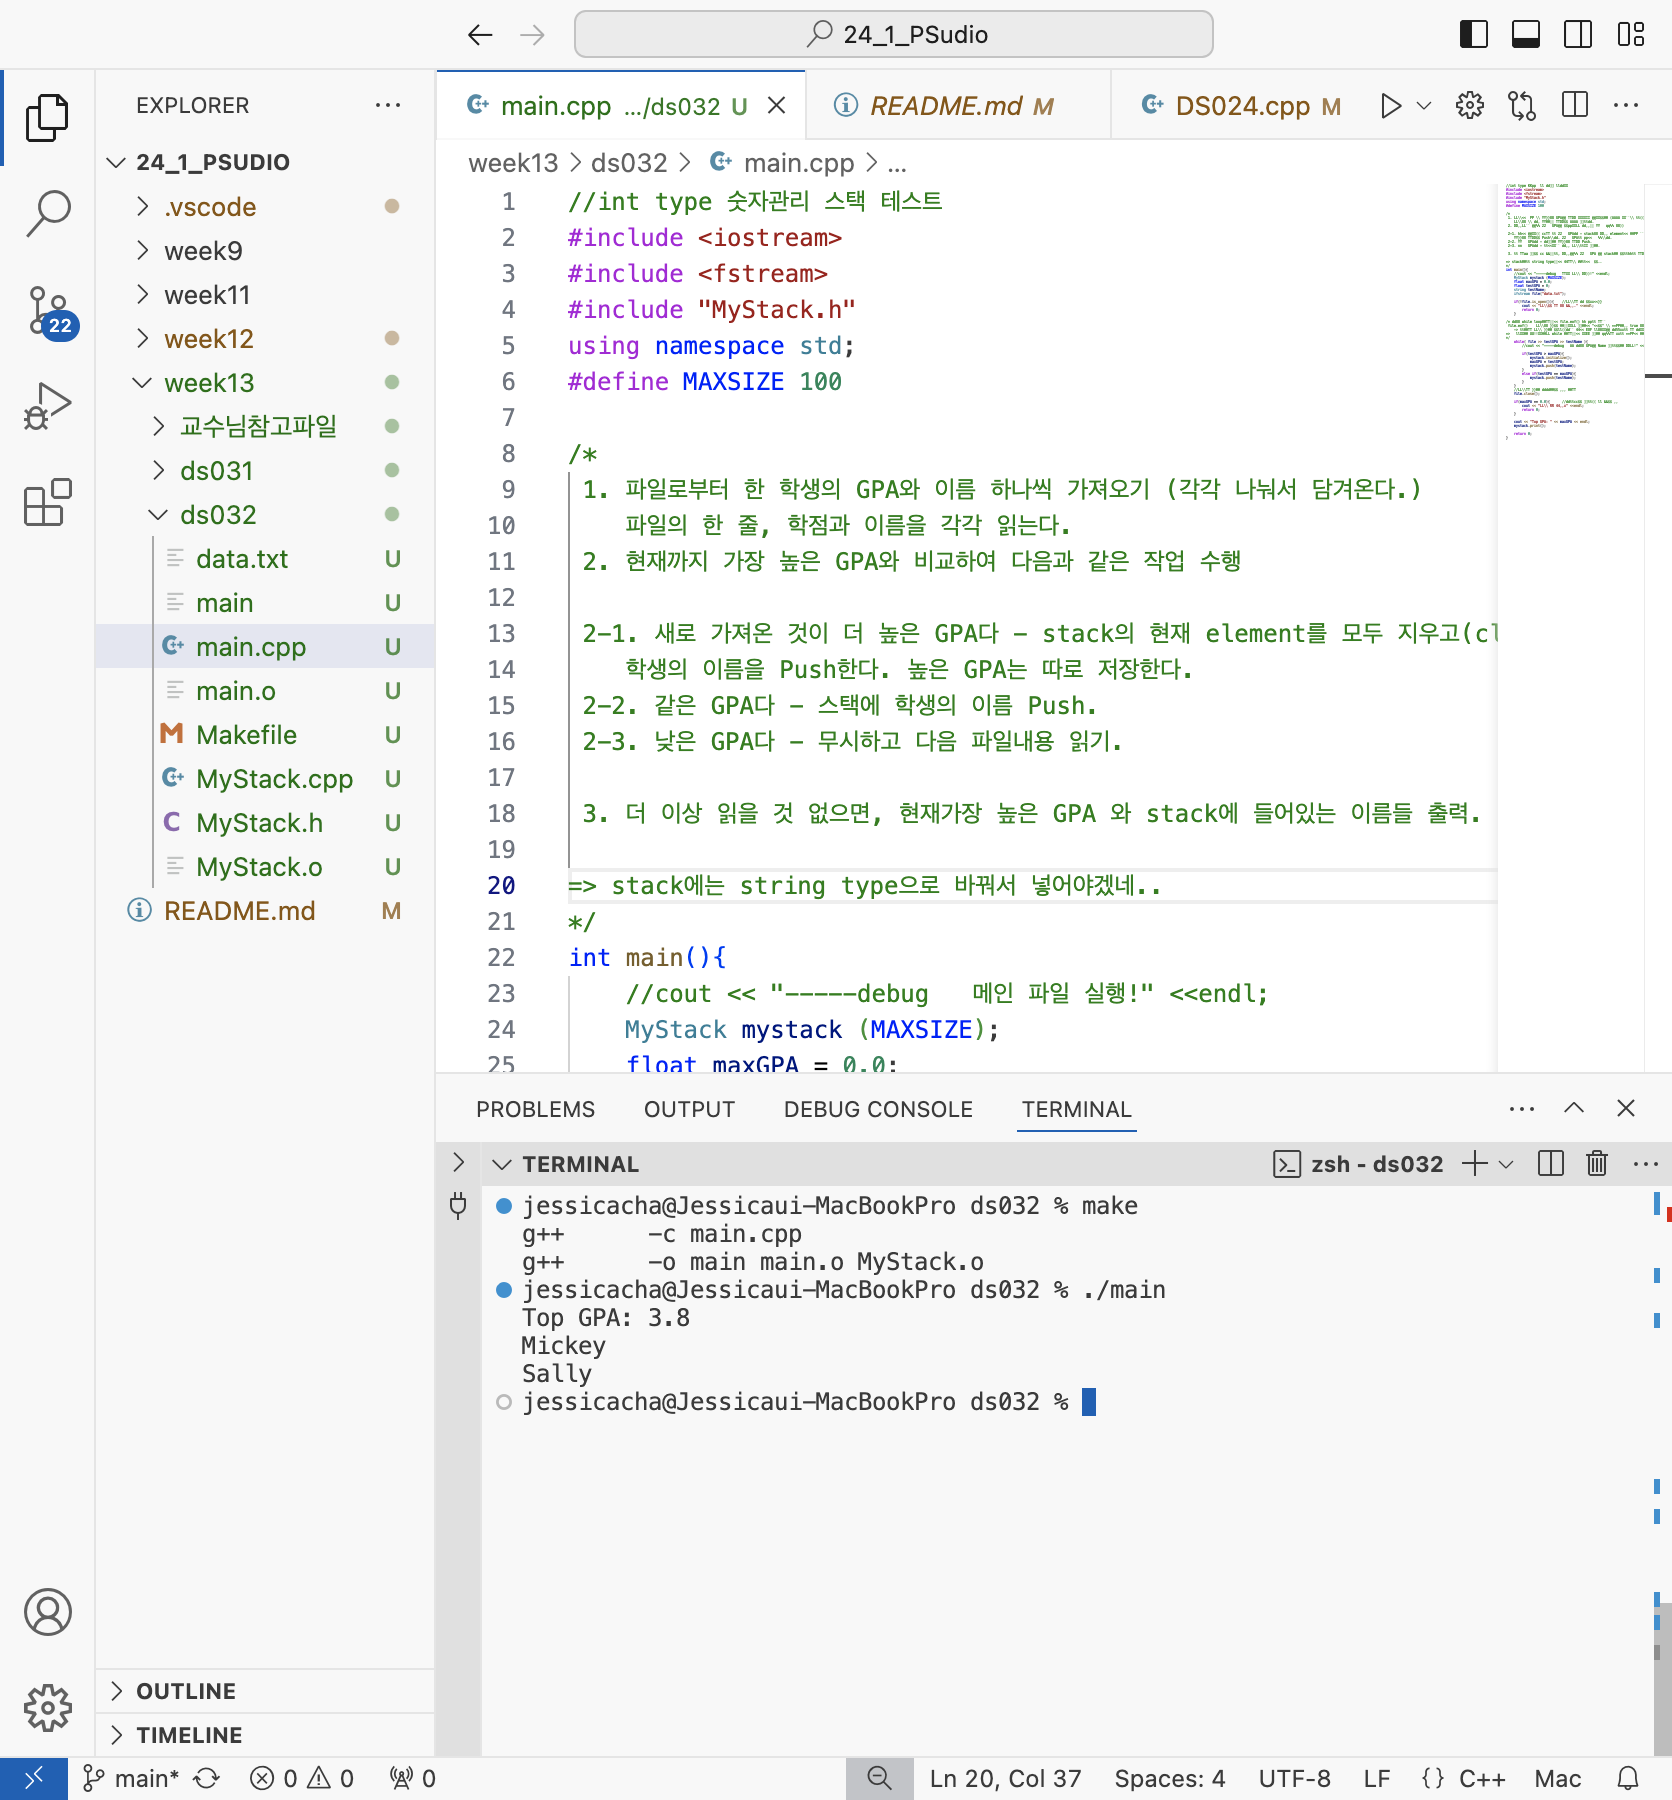 24_1_PSudio
EXPLORER
24_1_PSUDIO
.vscode
week9
week11
week12
week13
교수님참고파일
ds031
ds032
data.txt U
main U
main.cpp U
main.o U
Makefile U
MyStack.cpp U
MyStack.h U
MyStack.o U
README.md M
22
OUTLINE
TIMELINE
main.cpp .../ds032 U
README.md M
DS024.cpp M
week13 > ds032 > main.cpp > ...
1 //int type 숫자관리 스택 테스트
2 #include <iostream>
3 #include <fstream>
4 #include "MyStack.h"
5 using namespace std;
6 #define MAXSIZE 100
7
8 /*
9 1. 파일로부터 한 학생의 GPA와 이름 하나씩 가져오기 (각각 나눠서 담겨온다.)
10 파일의 한 줄, 학점과 이름을 각각 읽는다.
11 2. 현재까지 가장 높은 GPA와 비교하여 다음과 같은 작업 수행
12
13 2-1. 새로 가져온 것이 더 높은 GPA다 - stack의 현재 element를 모두 지우고(cl
14 학생의 이름을 Push한다. 높은 GPA는 따로 저장한다.
15 2-2. 같은 GPA다 - 스택에 학생의 이름 Push.
16 2-3. 낮은 GPA다 - 무시하고 다음 파일내용 읽기.
17
18 3. 더 이상 읽을 것 없으면, 현재가장 높은 GPA 와 stack에 들어있는 이름들 출력.
19
20 => stack에는 string type으로 바꿔서 넣어야겠네..
21 */
22 int main(){
23 //cout << "-----debug   메인 파일 실행!" <<endl;
24 MyStack mystack (MAXSIZE);
25 float maxGPA = 0.0;
PROBLEMS OUTPUT DEBUG CONSOLE TERMINAL
TERMINAL zsh - ds032
jessicacha@Jessicaui-MacBookPro ds032 % make
g++      -c main.cpp
g++      -o main main.o MyStack.o
jessicacha@Jessicaui-MacBookPro ds032 % ./main
Top GPA: 3.8
Mickey
Sally
jessicacha@Jessicaui-MacBookPro ds032 %
main* 0 0 0 Ln 20, Col 37 Spaces: 4 UTF-8 LF {} C++ Mac